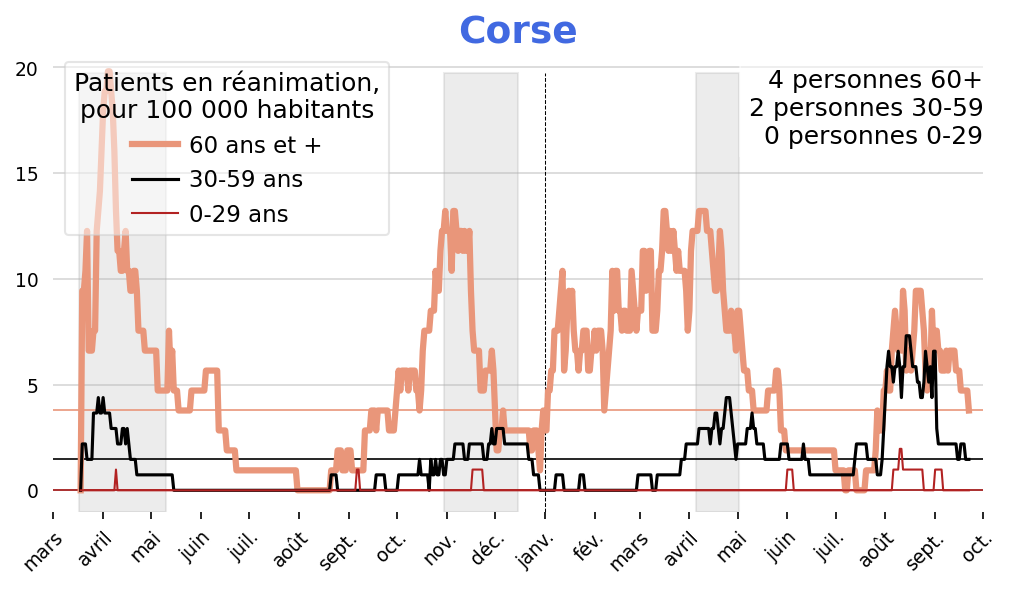 Corse
Patients en réanimation,
pour 100 000 habitants
60 ans et +
30-59 ans
0-29 ans
4 personnes 60+
2 personnes 30-59
0 personnes 0-29
20
15
10
5
0
mars avril mai juin juil. août sept. oct. nov. déc. janv. fév. mars avril mai juin juil. août sept. oct.